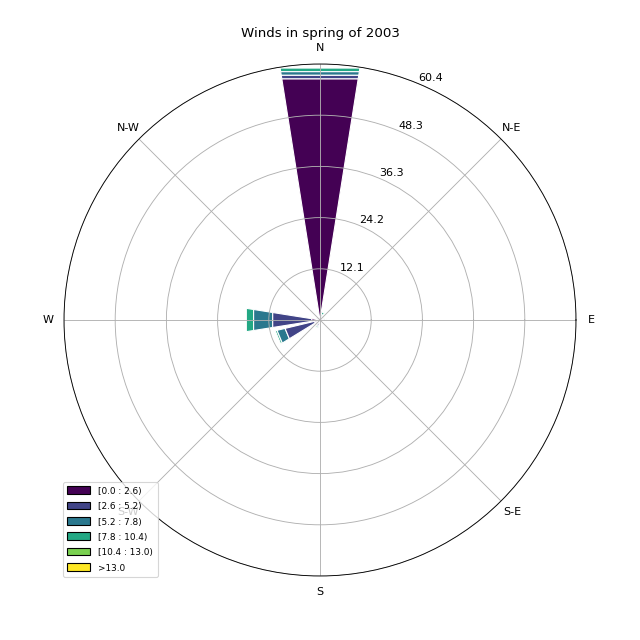 Winds in spring of 2003
N
60.4
N-W
N-E
48.3
36.3
24.2
12.1
W
E
[0.0 : 2.6)
[2.6 : 5.2)
S-W
S-E
[5.2 : 7.8)
[7.8 : 10.4)
[10.4 : 13.0)
>13.0
S